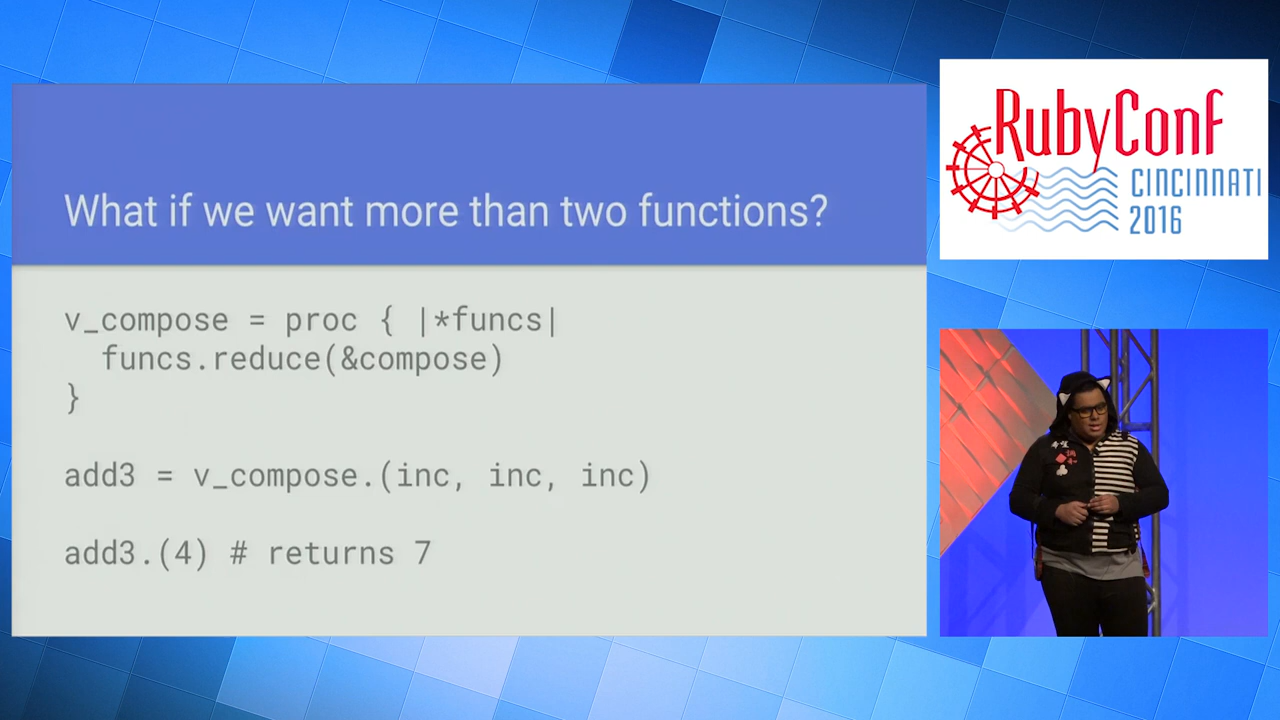 What if we want more than two functions?
v_compose = proc { |*funcs|
  funcs.reduce(&compose)
}
add3 = v_compose.(inc, inc, inc)
add3.(4) # returns 7
RubyConf
CINCINNATI
2016